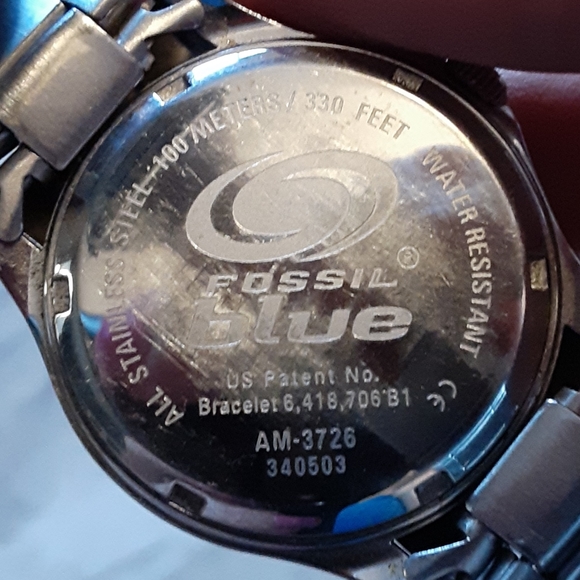 ALL STAINLESS STEEL-100 METERS/330 FEET WATER RESISTANT
FOSSIL®
blue
US Patent No.
Bracelet 6,418,706 B1
CE
AM-3726
340503